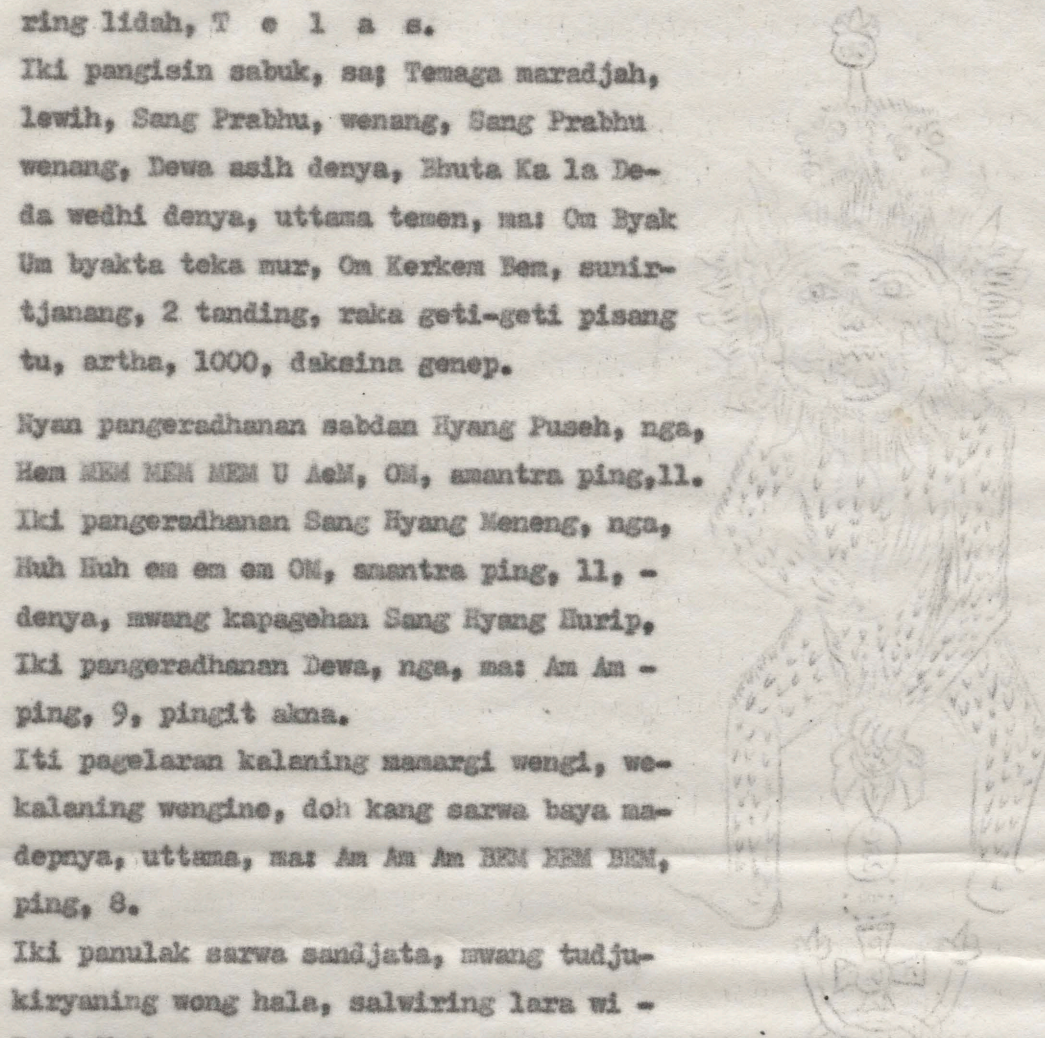 ring lidah, T e l a s.
Iki pangisin sabuk, sa; Temaga maradjah,
lewih, Sang Prabhu, wenang, Sang Prabhu
wenang, Dewa asih denya, Bhuta Ka la De-
da wedhi denya, uttama temen, ma: Om Byak
Um byakta teka mur, Om Kerkem Bem, sunir-
tjanang, 2 tanding, raka geti-geti pisang
tu, artha, 1000, daksina genep.
Nyan pangeradhanan sabdan Hyang Puseh, nga,
Hem MEM MEM MEM U AeM, OM, amantra ping,11.
Iki pangeradhanan Sang Hyang Meneng, nga,
Huh Huh em em em OM, amantra ping, 11, -
denya, mwang kapagehan Sang Hyang Hurip,
Iki pangeradhanan Dewa, nga, ma: Am Am -
ping, 9, pingit akna.
Iti pagelaran kalaning mamargi wengi, we-
kalaning wengine, doh kang sarwa baya ma-
depnya, uttama, ma: Am Am Am BEM BEM BEM,
ping, 8.
Iki panulak sarwa sandjata, mwang tudju-
kiryaning wong hala, salwiring lara wi -